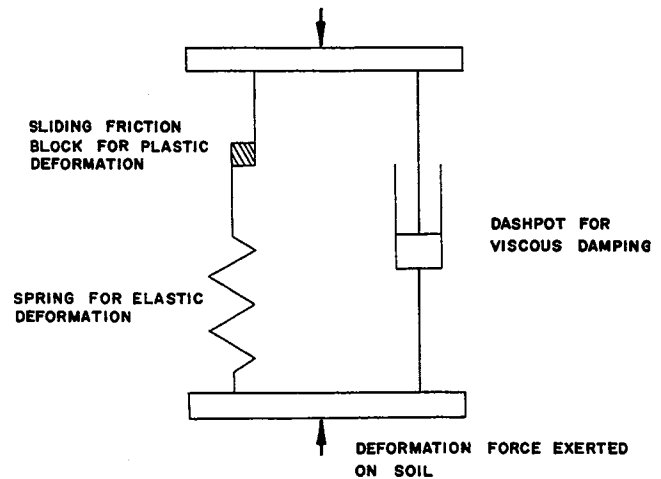 SLIDING FRICTION
BLOCK FOR PLASTIC
DEFORMATION
DASHPOT FOR
VISCOUS DAMPING
SPRING FOR ELASTIC
DEFORMATION
DEFORMATION FORCE EXERTED
ON SOIL